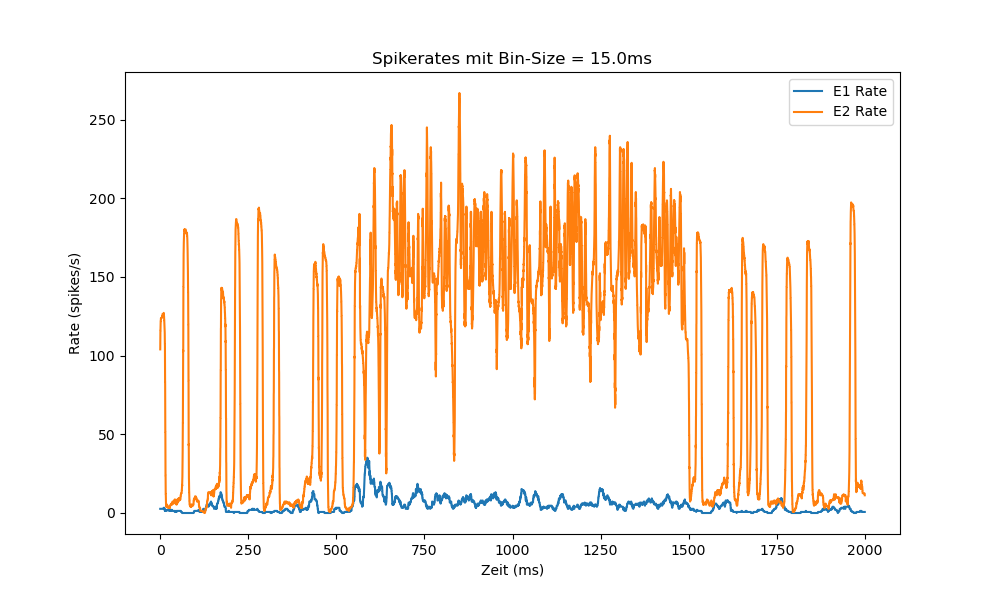 Spikerates mit Bin-Size = 15.0ms
E1 Rate
E2 Rate
Rate (spikes/s)
250
200
150
100
50
0
0 250 500 750 1000 1250 1500 1750 2000
Zeit (ms)